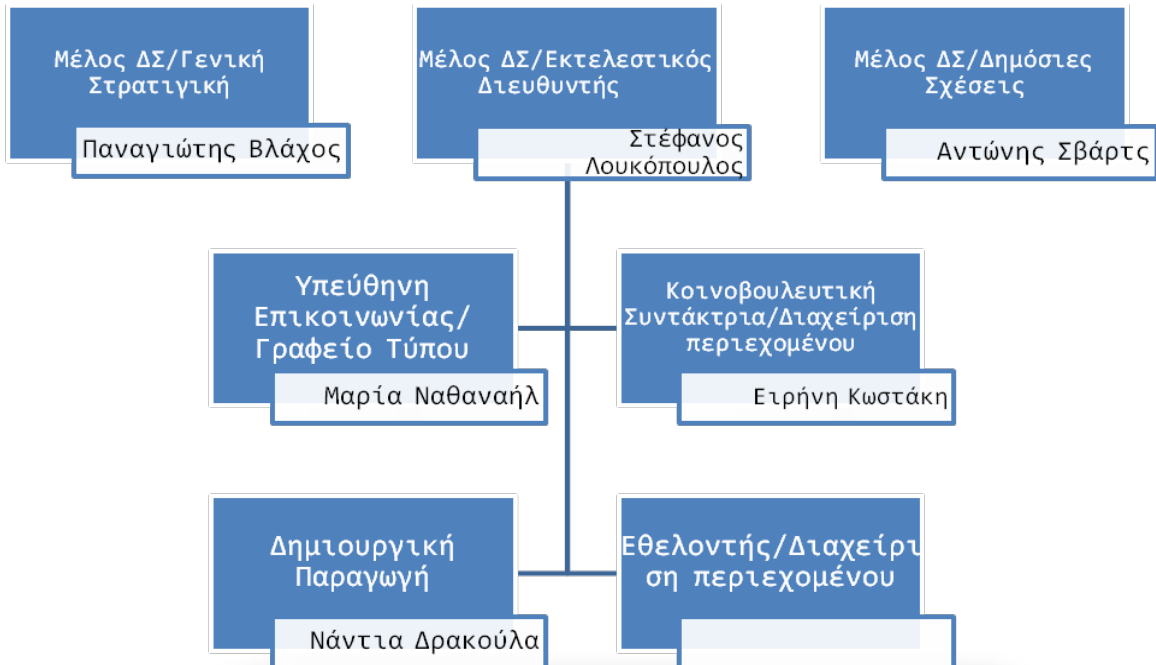 Μέλος ΔΣ/Γενική
Στρατιγική
Παναγιώτης Βλάχος
Μέλος ΔΣ/Εκτελεστικός
Διευθυντής
Στέφανος
Λουκόπουλος
Μέλος ΔΣ/Δημόσιες
Σχέσεις
Αντώνης Σβάρτς
Υπεύθηνη
Επικοινωνίας/
Γραφείο Τύπου
Μαρία Ναθαναήλ
Κοινοβουλευτική
Συντάκτρια/Διαχείριση
περιεχομένου
Ειρήνη Κωστάκη
Δημιουργική
Παραγωγή
Νάντια Δρακούλα
Εθελοντής/Διαχείρι
ση περιεχομένου